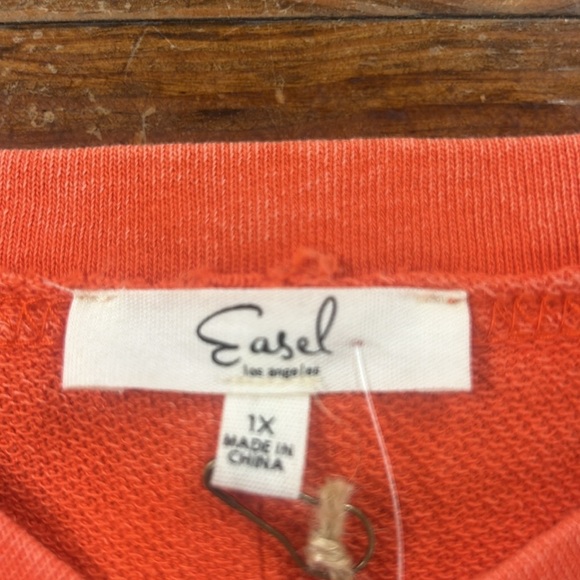 Easel
los angeles
1X
MADE IN
CHINA